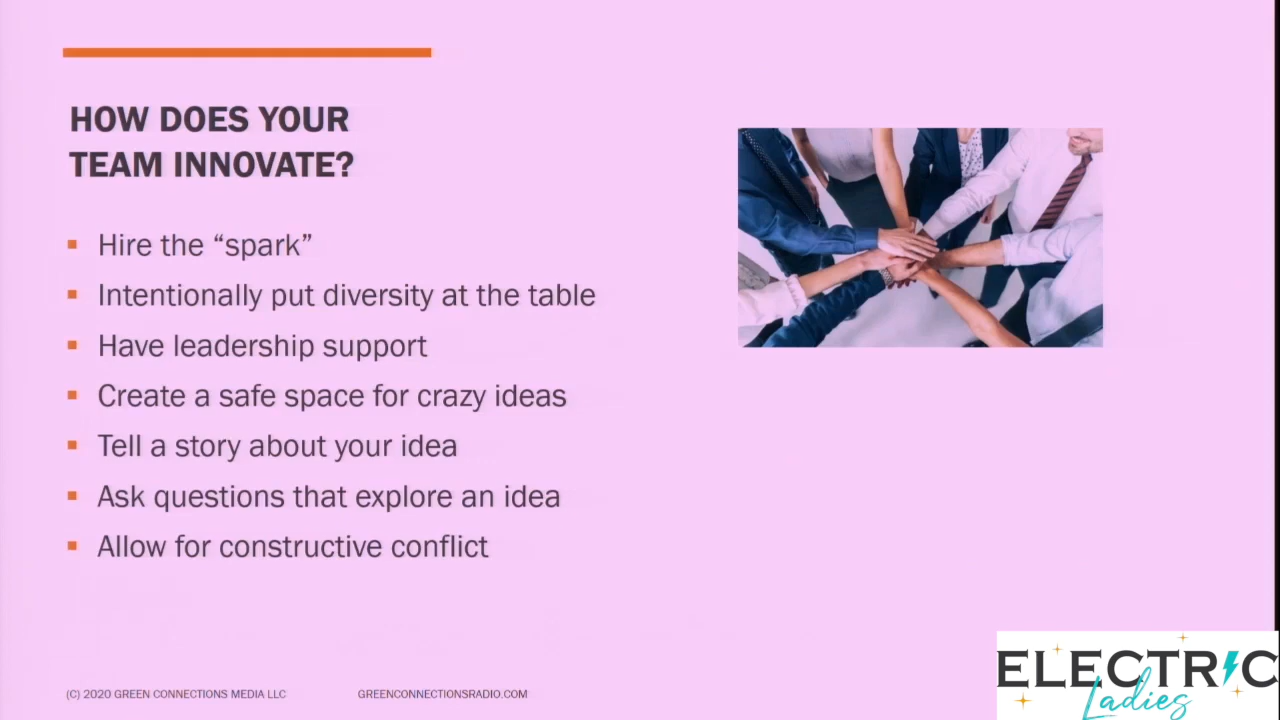 HOW DOES YOUR
TEAM INNOVATE?
Hire the “spark”
Intentionally put diversity at the table
Have leadership support
Create a safe space for crazy ideas
Tell a story about your idea
Ask questions that explore an idea
Allow for constructive conflict
(C) 2020 GREEN CONNECTIONS MEDIA LLC
GREENCONNECTIONSRADIO.COM
ELECTRIC
Ladies